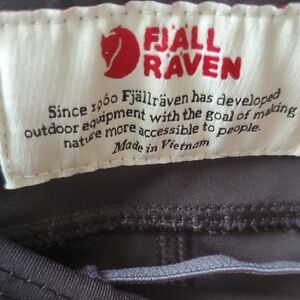 FJÄLL
RÄVEN
Since 1960 Fjällräven has developed
outdoor equipment with the goal of making
nature more accessible to people.
Made in Vietnam